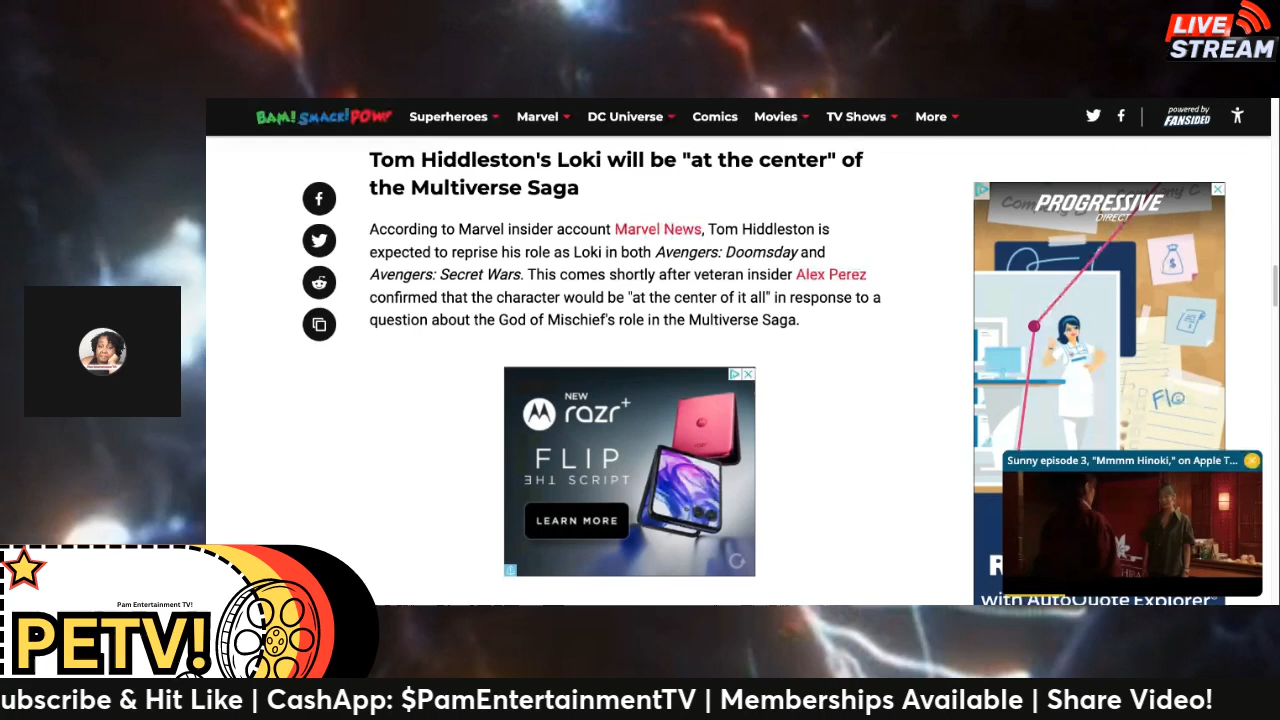 LIVE
STREAM
BAM! SMACK! POW! Superheroes Marvel DC Universe Comics Movies TV Shows More powered by FANSIDED
Tom Hiddleston's Loki will be "at the center" of
the Multiverse Saga
According to Marvel insider account Marvel News, Tom Hiddleston is
expected to reprise his role as Loki in both Avengers: Doomsday and
Avengers: Secret Wars. This comes shortly after veteran insider Alex Perez
confirmed that the character would be "at the center of it all" in response to a
question about the God of Mischief's role in the Multiverse Saga.
Company C
PROGRESSIVE
DIRECT
Flo
NEW
razr+
FLIP
THE SCRIPT
LEARN MORE
Sunny episode 3, "Mmmm Hinoki," on Apple T...
R
with AutoQuote Explorer®
Pam Entertainment TV!
PETV!
ubscribe & Hit Like | CashApp: $PamEntertainmentTV | Memberships Available | Share Video!